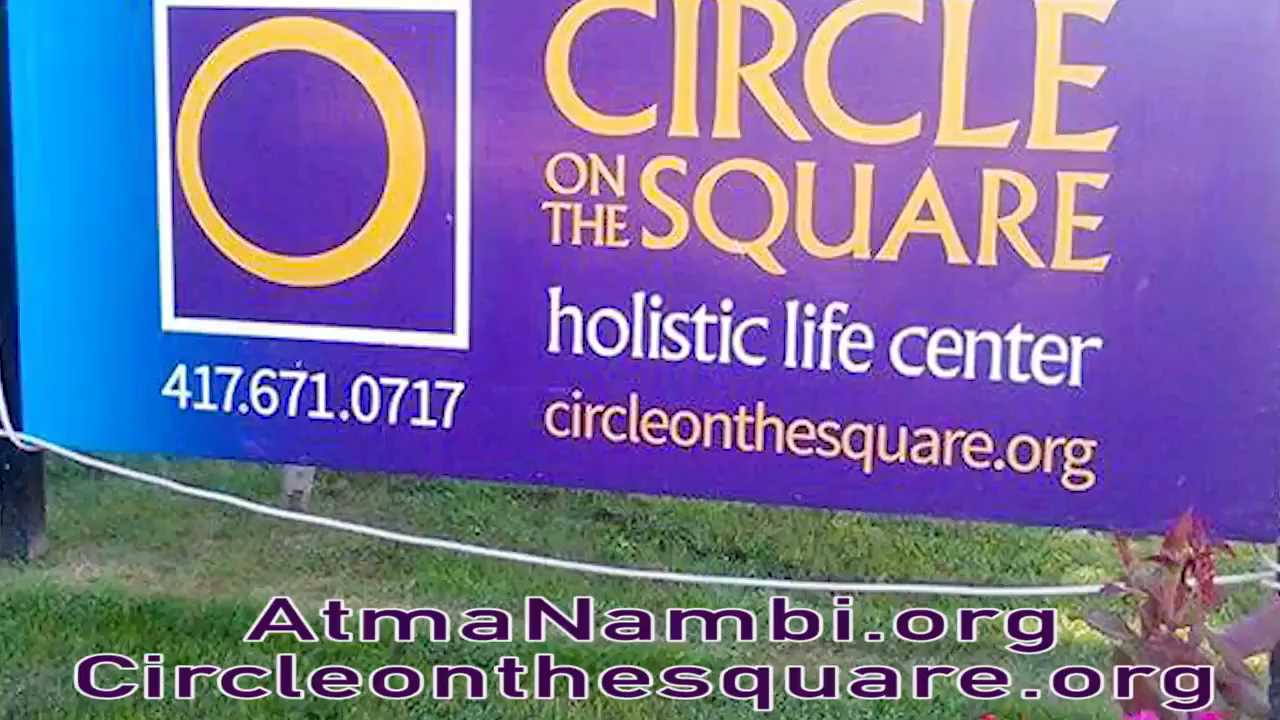 CIRCLE
ON THE SQUARE
holistic life center
417.671.0717
circleonthesquare.org
AtmaNambi.org
Circleonthesquare.org